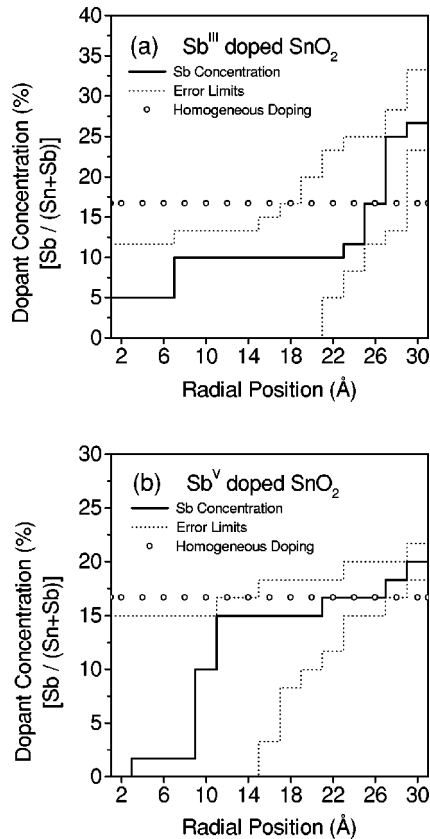 40
35
30
25
20
15
10
5
0
(a) Sb^III doped SnO_2
Sb Concentration
Error Limits
Homogeneous Doping
Dopant Concentration (%)
[Sb / (Sn+Sb)]
2 6 10 14 18 22 26 30
Radial Position (Å)
30
25
20
15
10
5
0
(b) Sb^V doped SnO_2
Sb Concentration
Error Limits
Homogeneous Doping
Dopant Concentration (%)
[Sb / (Sn+Sb)]
2 6 10 14 18 22 26 30
Radial Position (Å)